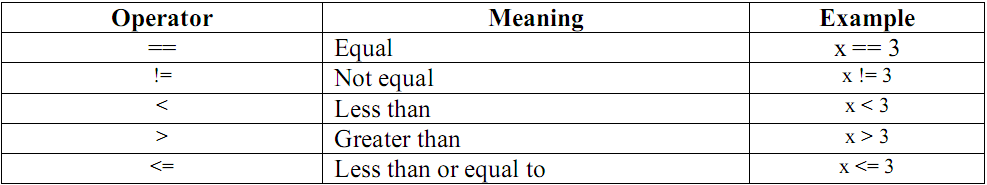 Operator Meaning Example
== Equal x == 3
!= Not equal x != 3
< Less than x < 3
> Greater than x > 3
<= Less than or equal to x <= 3